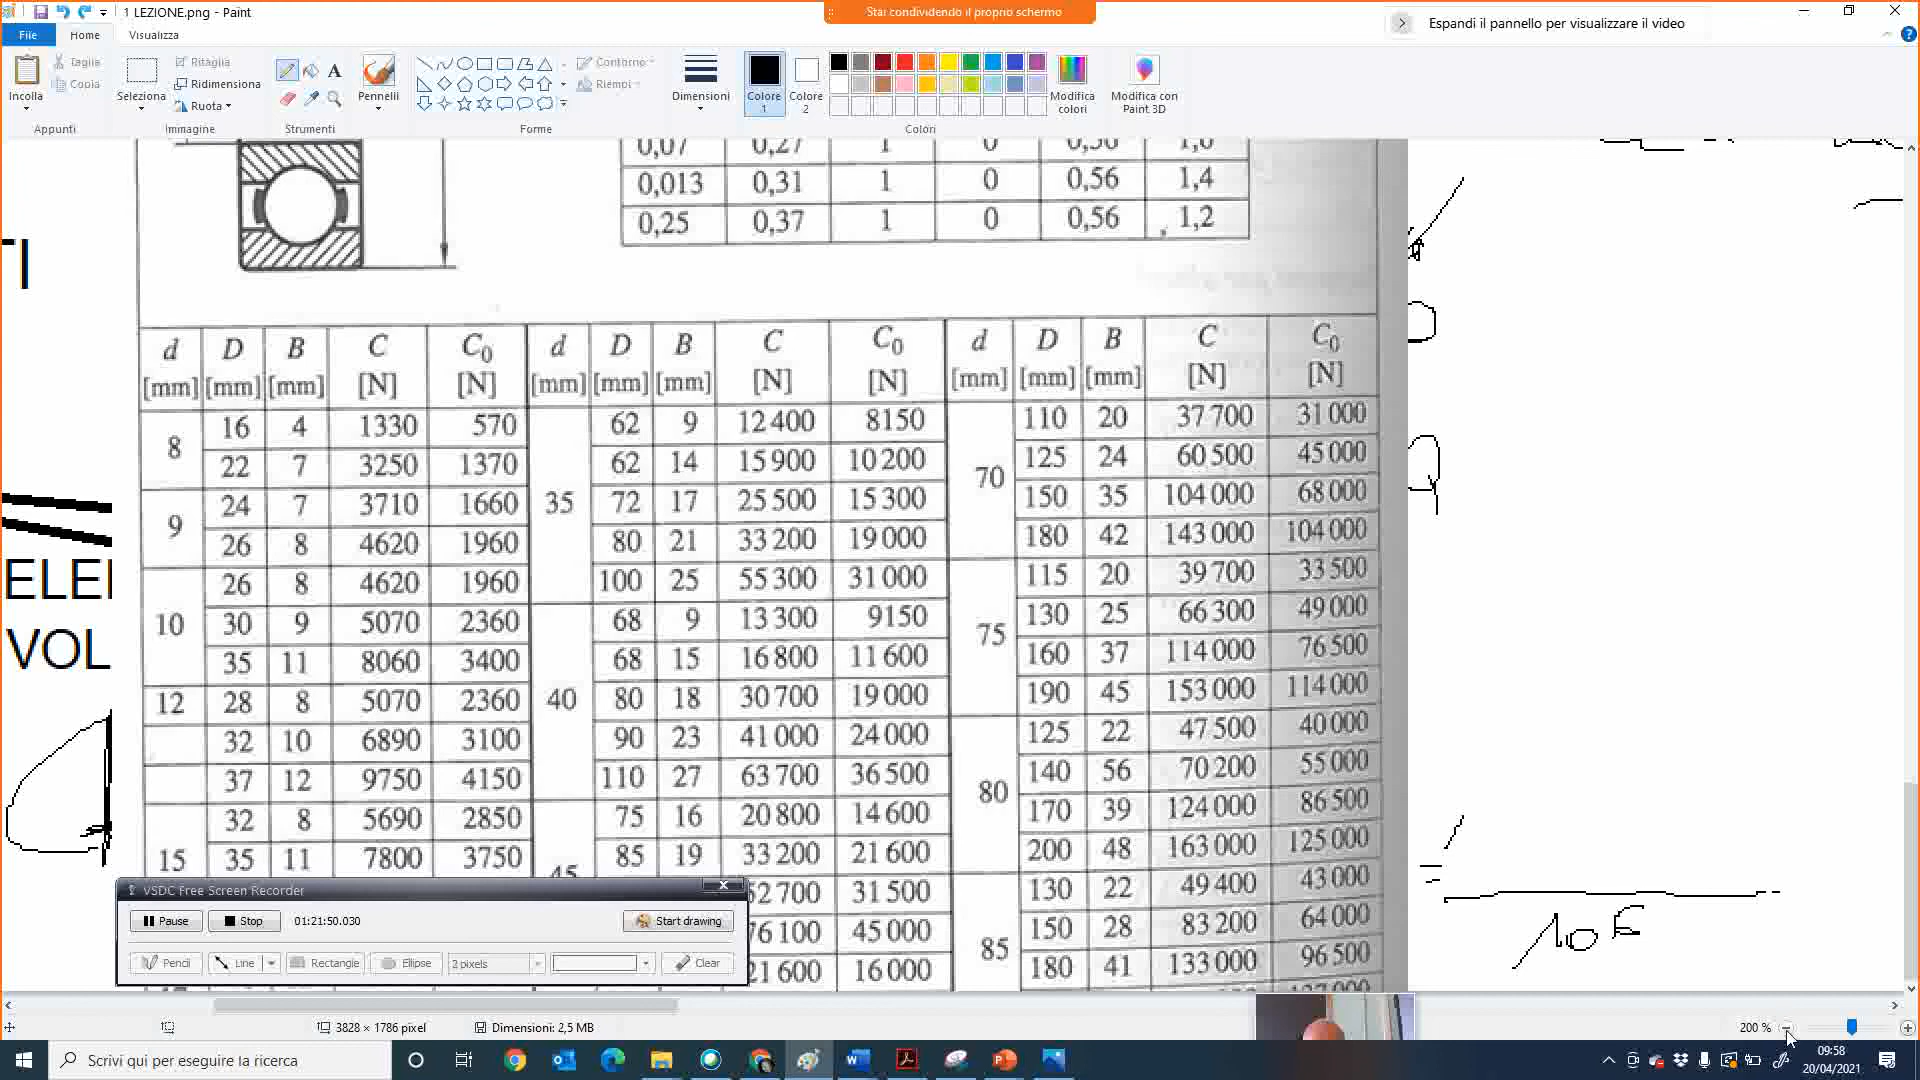 1 LEZIONE.png - Paint
Stai condividendo il proprio schermo
Espandi il pannello per visualizzare il video
File Home Visualizza
Incolla Taglia Copia Seleziona Ritaglia Ridimensiona Ruota A Pennelli Contorno Riempi Dimensioni Colore 1 Colore 2 Modifica colori Modifica con Paint 3D
Appunti Immagine Strumenti Forme Colori
0,07 0,27 1 0 0,56 1,6
0,013 0,31 1 0 0,56 1,4
0,25 0,37 1 0 0,56 1,2
TI
ELE
VOL
d D B C C0 d D B C C0 d D B C C0
[mm] [mm] [mm] [N] [N] [mm] [mm] [mm] [N] [N] [mm] [mm] [mm] [N] [N]
8 16 4 1330 570 35 62 9 12 400 8150 70 110 20 37 700 31 000
22 7 3250 1370 62 14 15 900 10 200 125 24 60 500 45 000
9 24 7 3710 1660 72 17 25 500 15 300 150 35 104 000 68 000
26 8 4620 1960 80 21 33 200 19 000 180 42 143 000 104 000
10 26 8 4620 1960 100 25 55 300 31 000 75 115 20 39 700 33 500
30 9 5070 2360 40 68 9 13 300 9150 130 25 66 300 49 000
35 11 8060 3400 68 15 16 800 11 600 160 37 114 000 76 500
12 28 8 5070 2360 80 18 30 700 19 000 190 45 153 000 114 000
32 10 6890 3100 90 23 41 000 24 000 80 125 22 47 500 40 000
37 12 9750 4150 110 27 63 700 36 500 140 56 70 200 55 000
15 32 8 5690 2850 45 75 16 20 800 14 600 170 39 124 000 86 500
35 11 7800 3750 85 19 33 200 21 600 200 48 163 000 125 000
31 500 85 130 22 49 400 43 000
45 000 150 28 83 200 64 000
16 000 180 41 133 000 96 500
10 E
VSDC Free Screen Recorder
Pause Stop 01:21:50.030 Start drawing
Pencil Line Rectangle Ellipse 2 pixels Clear
3828 × 1786 pixel Dimensioni: 2,5 MB 200 %
Scrivi qui per eseguire la ricerca
09:58
20/04/2021